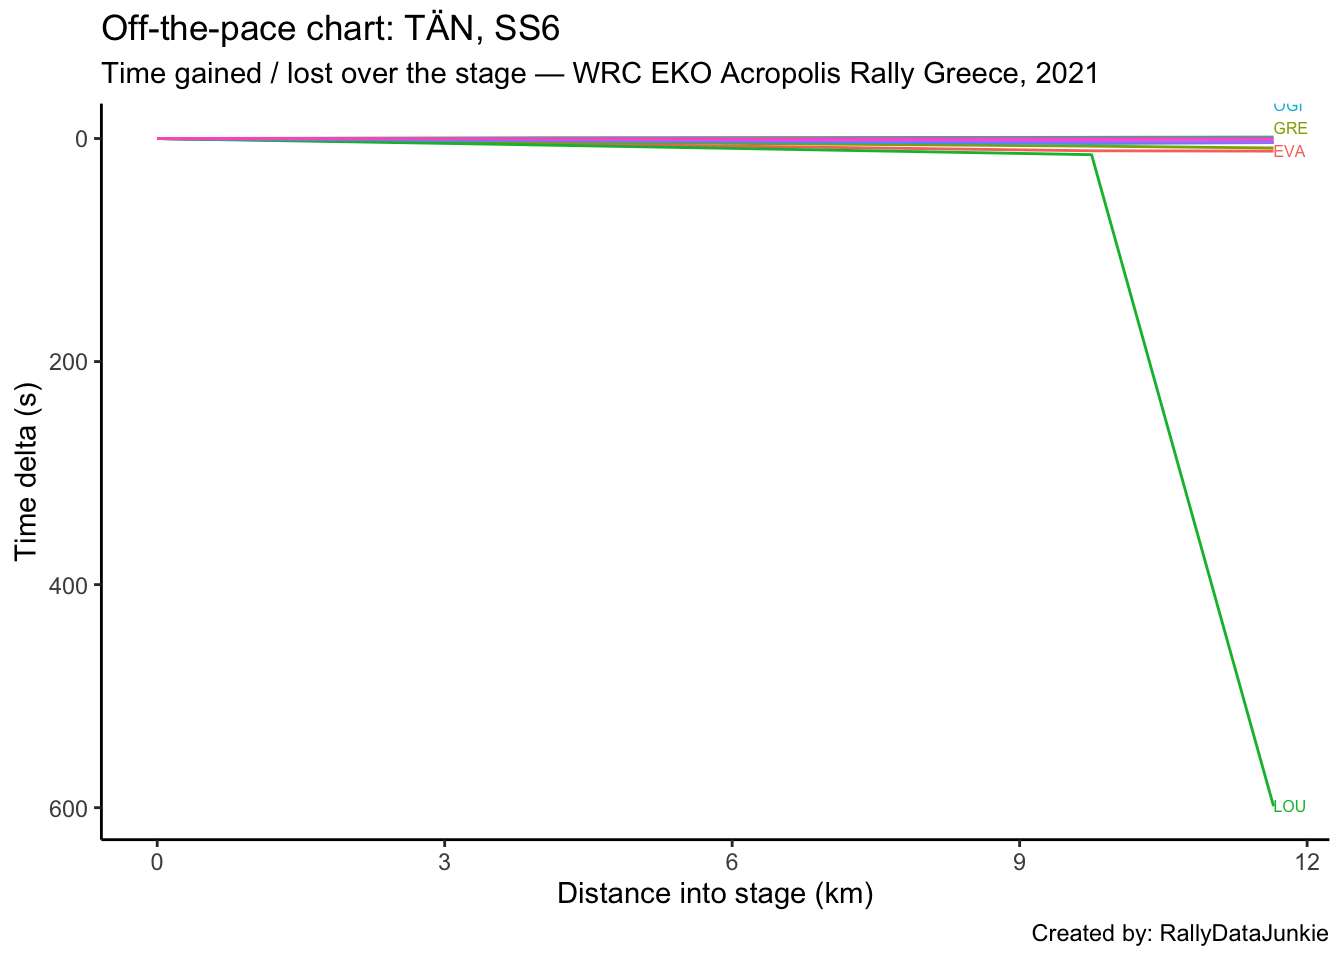 Off-the-pace chart: TÄN, SS6
Time gained / lost over the stage — WRC EKO Acropolis Rally Greece, 2021
OGI
GRE
EVA
LOU
0
200
400
600
Time delta (s)
0 3 6 9 12
Distance into stage (km)
Created by: RallyDataJunkie